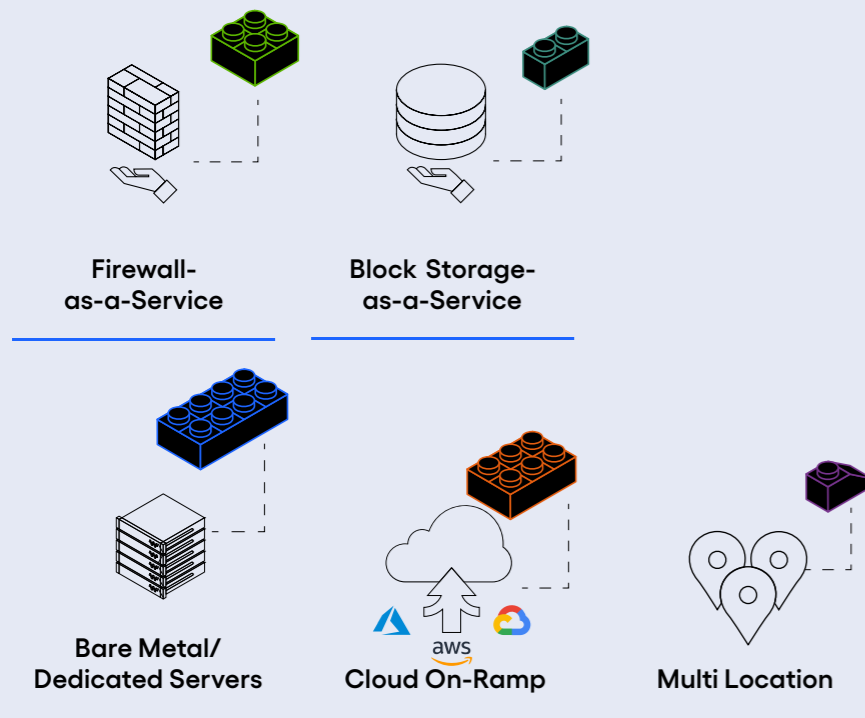 Firewall-
as-a-Service
Block Storage-
as-a-Service
Bare Metal/
Dedicated Servers
aws
Cloud On-Ramp
Multi Location